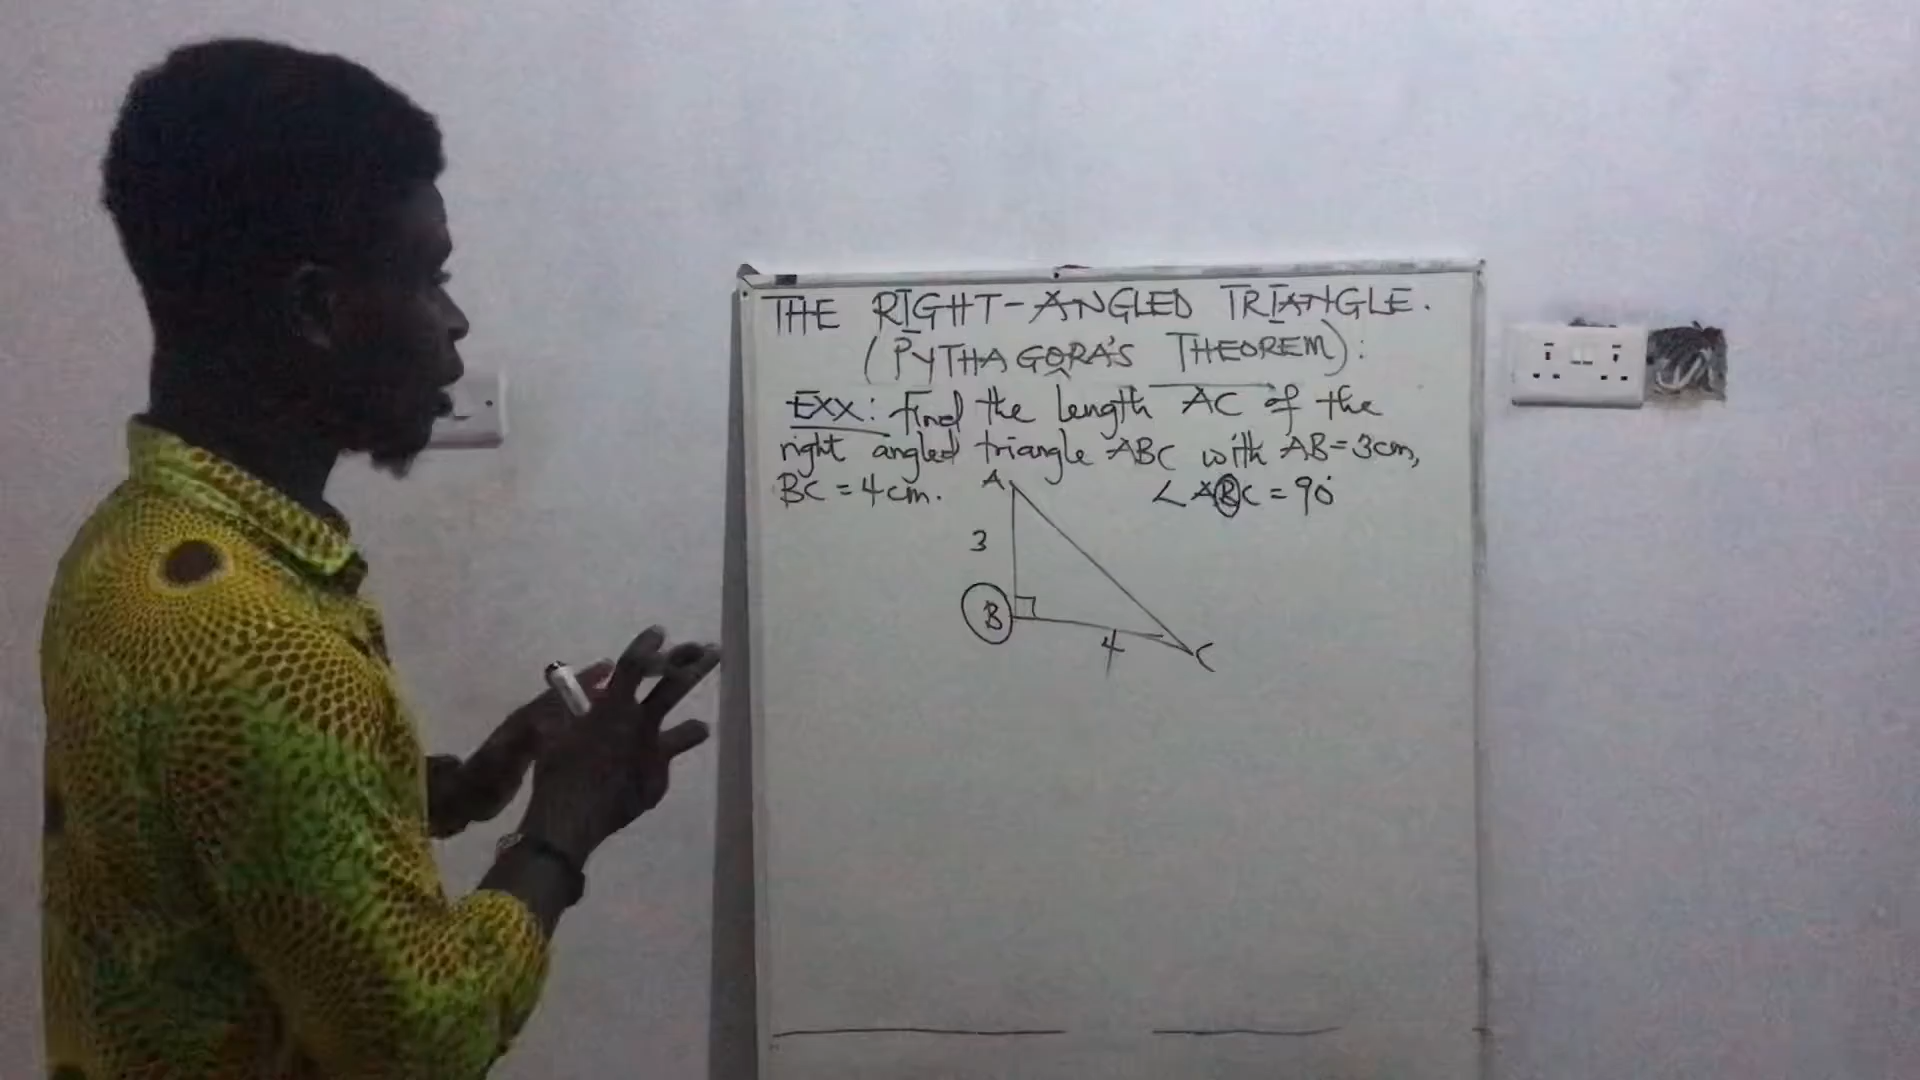 THE RIGHT-ANGLED TRIANGLE.
(PYTHAGORA'S THEOREM):
EXX: find the length AC of the
right angled triangle ABC with AB=3cm,
BC = 4cm.
∠ABC = 90°
A
3
B
4
C